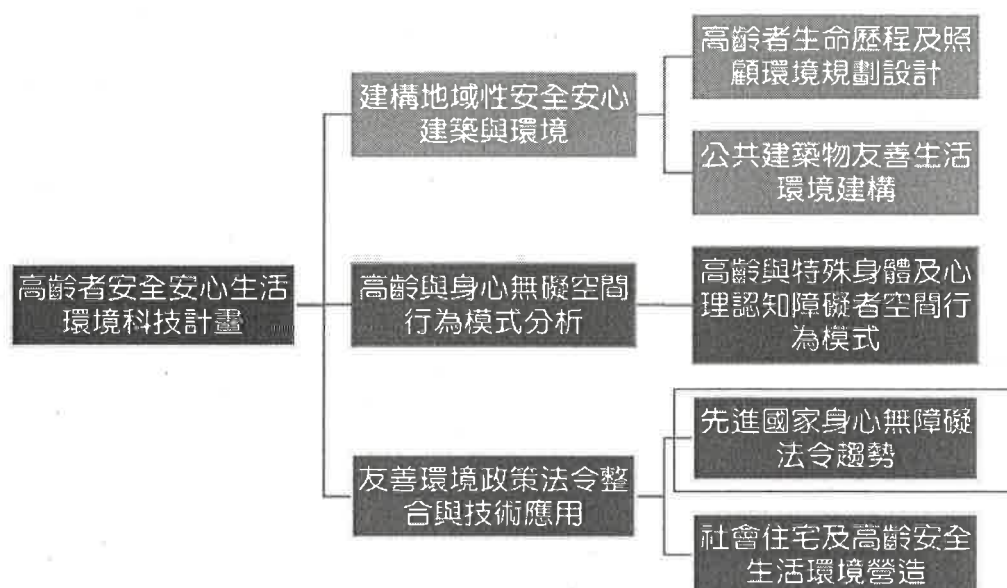 高齡者安全安心生活
環境科技計畫
建構地域性安全安心
建築與環境
高齡者生命歷程及照
顧環境規劃設計
公共建築物友善生活
環境建構
高齡與身心無礙空間
行為模式分析
高齡與特殊身體及心
理認知障礙者空間行
為模式
友善環境政策法令整
合與技術應用
先進國家身心無障礙
法令趨勢
社會住宅及高齡安全
生活環境營造